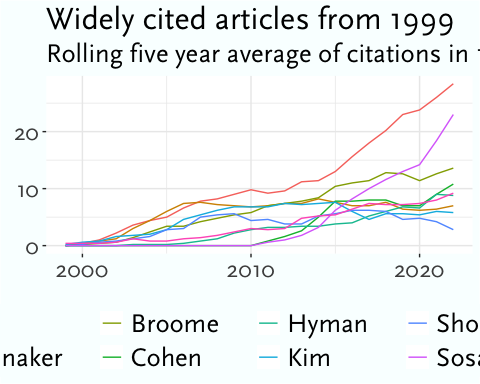 Widely cited articles from 1999
Rolling five year average of citations in
20
10
0
2000 2010 2020
Broome Hyman Sho
naker Cohen Kim Sosa